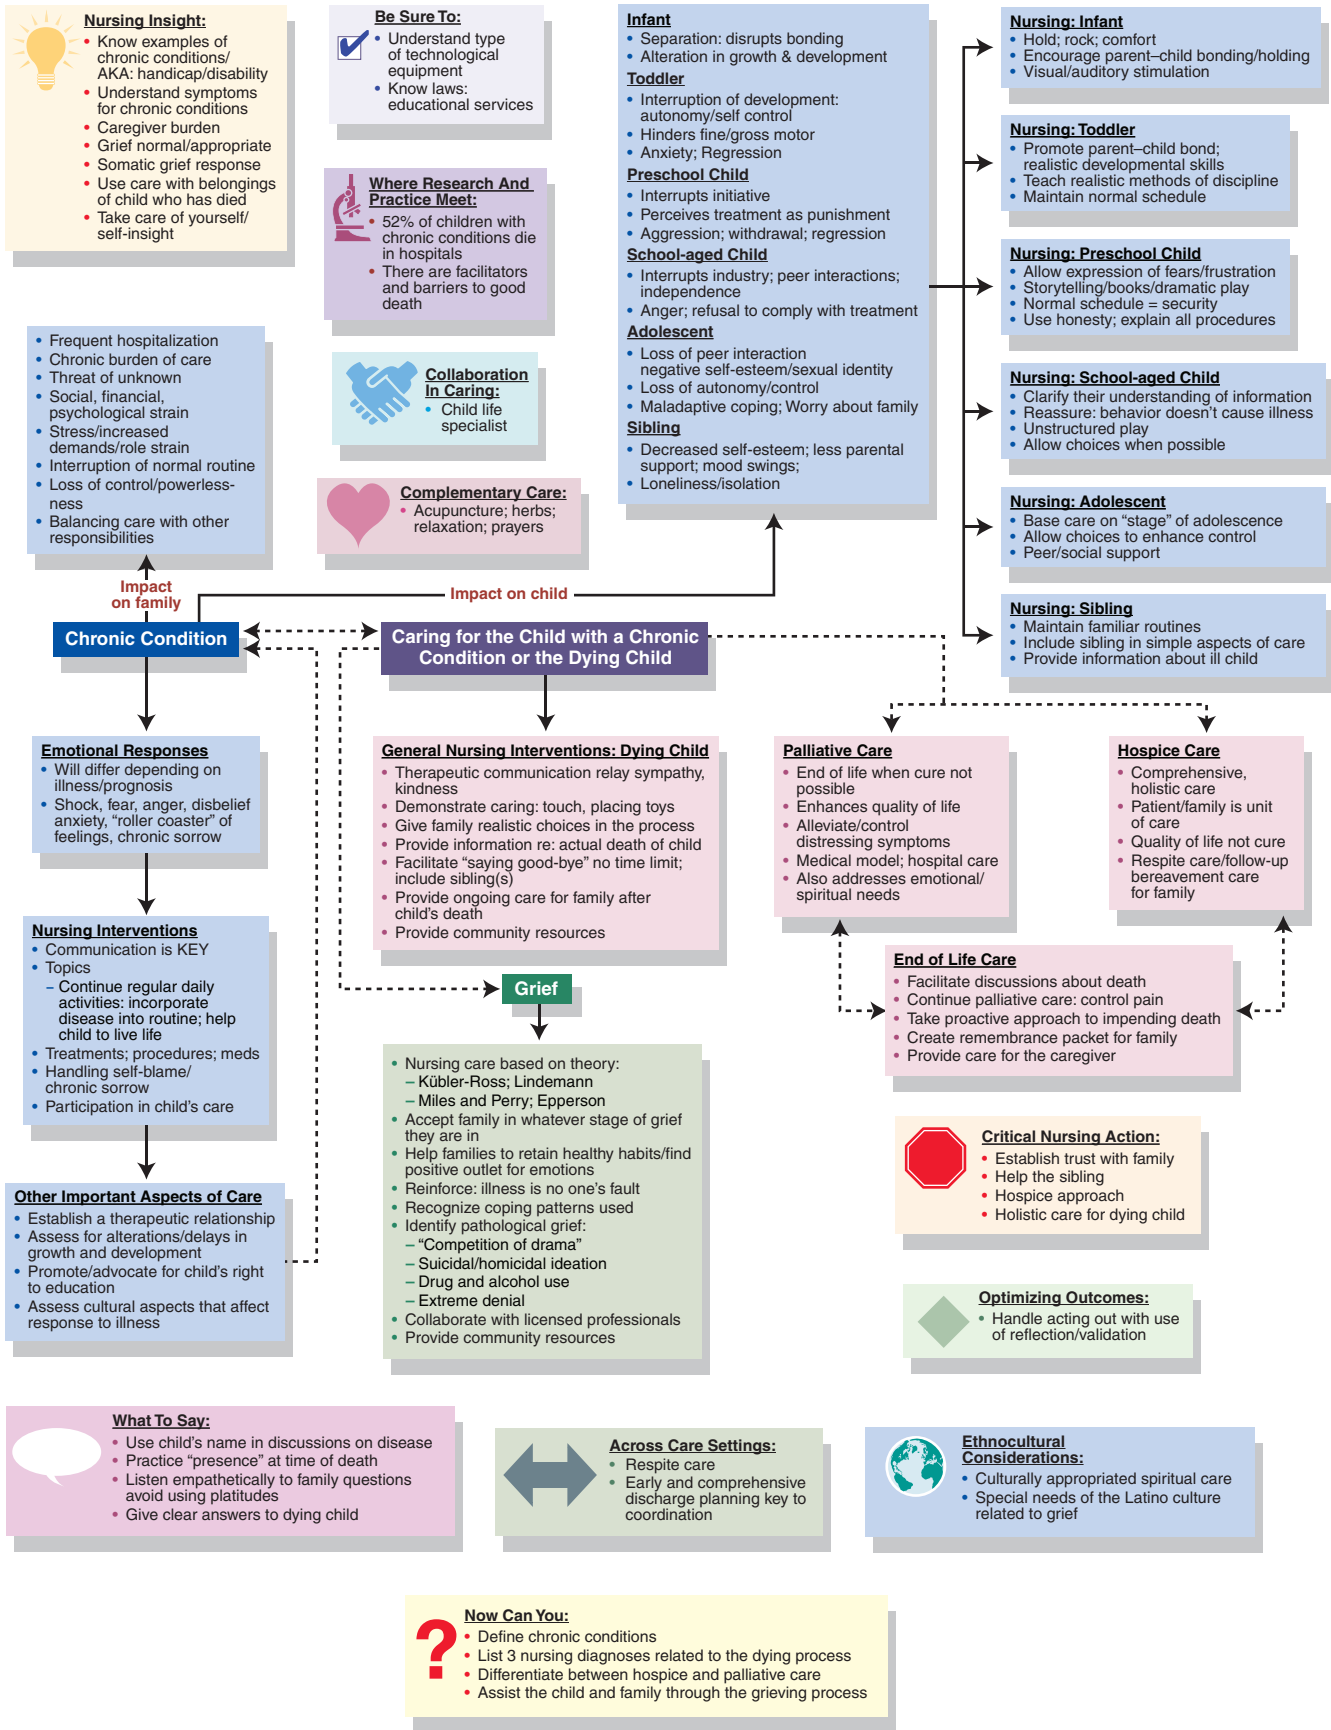 Nursing Insight:
• Know examples of
chronic conditions/
AKA: handicap/disability
• Understand symptoms
for chronic conditions
• Caregiver burden
• Grief normal/appropriate
• Somatic grief response
• Use care with belongings
of child who has died
• Take care of yourself/
self-insight
Be Sure To:
• Understand type
of technological
equipment
• Know laws:
educational services
Where Research And
Practice Meet:
• 52% of children with
chronic conditions die
in hospitals
• There are facilitators
and barriers to good
death
Collaboration
In Caring:
• Child life
specialist
Complementary Care:
• Acupuncture; herbs;
relaxation; prayers
Infant
• Separation: disrupts bonding
• Alteration in growth & development
Toddler
• Interruption of development:
autonomy/self control
• Hinders fine/gross motor
• Anxiety; Regression
Preschool Child
• Interrupts initiative
• Perceives treatment as punishment
• Aggression; withdrawal; regression
School-aged Child
• Interrupts industry; peer interactions;
independence
• Anger; refusal to comply with treatment
Adolescent
• Loss of peer interaction
negative self-esteem/sexual identity
• Loss of autonomy/control
• Maladaptive coping; Worry about family
Sibling
• Decreased self-esteem; less parental
support; mood swings;
• Loneliness/isolation
Nursing: Infant
• Hold; rock; comfort
• Encourage parent–child bonding/holding
• Visual/auditory stimulation
Nursing: Toddler
• Promote parent–child bond;
realistic developmental skills
• Teach realistic methods of discipline
• Maintain normal schedule
Nursing: Preschool Child
• Allow expression of fears/frustration
• Storytelling/books/dramatic play
• Normal schedule = security
• Use honesty; explain all procedures
Nursing: School-aged Child
• Clarify their understanding of information
• Reassure: behavior doesn't cause illness
• Unstructured play
• Allow choices when possible
Nursing: Adolescent
• Base care on “stage” of adolescence
• Allow choices to enhance control
• Peer/social support
Nursing: Sibling
• Maintain familiar routines
• Include sibling in simple aspects of care
• Provide information about ill child
• Frequent hospitalization
• Chronic burden of care
• Threat of unknown
• Social, financial,
psychological strain
• Stress/increased
demands/role strain
• Interruption of normal routine
• Loss of control/powerless-
ness
• Balancing care with other
responsibilities
Impact
on family
Impact on child
Chronic Condition
Caring for the Child with a Chronic
Condition or the Dying Child
Emotional Responses
• Will differ depending on
illness/prognosis
• Shock, fear, anger, disbelief
anxiety, “roller coaster” of
feelings, chronic sorrow
Nursing Interventions
• Communication is KEY
• Topics
– Continue regular daily
activities: incorporate
disease into routine; help
child to live life
• Treatments; procedures; meds
• Handling self-blame/
chronic sorrow
• Participation in child's care
Other Important Aspects of Care
• Establish a therapeutic relationship
• Assess for alterations/delays in
growth and development
• Promote/advocate for child's right
to education
• Assess cultural aspects that affect
response to illness
General Nursing Interventions: Dying Child
• Therapeutic communication relay sympathy,
kindness
• Demonstrate caring: touch, placing toys
• Give family realistic choices in the process
• Provide information re: actual death of child
• Facilitate “saying good-bye” no time limit;
include sibling(s)
• Provide ongoing care for family after
child's death
• Provide community resources
Grief
• Nursing care based on theory:
– Kübler-Ross; Lindemann
– Miles and Perry; Epperson
• Accept family in whatever stage of grief
they are in
• Help families to retain healthy habits/find
positive outlet for emotions
• Reinforce: illness is no one's fault
• Recognize coping patterns used
• Identify pathological grief:
– “Competition of drama”
– Suicidal/homicidal ideation
– Drug and alcohol use
– Extreme denial
• Collaborate with licensed professionals
• Provide community resources
Palliative Care
• End of life when cure not
possible
• Enhances quality of life
• Alleviate/control
distressing symptoms
• Medical model; hospital care
• Also addresses emotional/
spiritual needs
Hospice Care
• Comprehensive,
holistic care
• Patient/family is unit
of care
• Quality of life not cure
• Respite care/follow-up
bereavement care
for family
End of Life Care
• Facilitate discussions about death
• Continue palliative care: control pain
• Take proactive approach to impending death
• Create remembrance packet for family
• Provide care for the caregiver
Critical Nursing Action:
• Establish trust with family
• Help the sibling
• Hospice approach
• Holistic care for dying child
Optimizing Outcomes:
• Handle acting out with use
of reflection/validation
What To Say:
• Use child's name in discussions on disease
• Practice “presence” at time of death
• Listen empathetically to family questions
avoid using platitudes
• Give clear answers to dying child
Across Care Settings:
• Respite care
• Early and comprehensive
discharge planning key to
coordination
Ethnocultural
Considerations:
• Culturally appropriated spiritual care
• Special needs of the Latino culture
related to grief
?
Now Can You:
• Define chronic conditions
• List 3 nursing diagnoses related to the dying process
• Differentiate between hospice and palliative care
• Assist the child and family through the grieving process